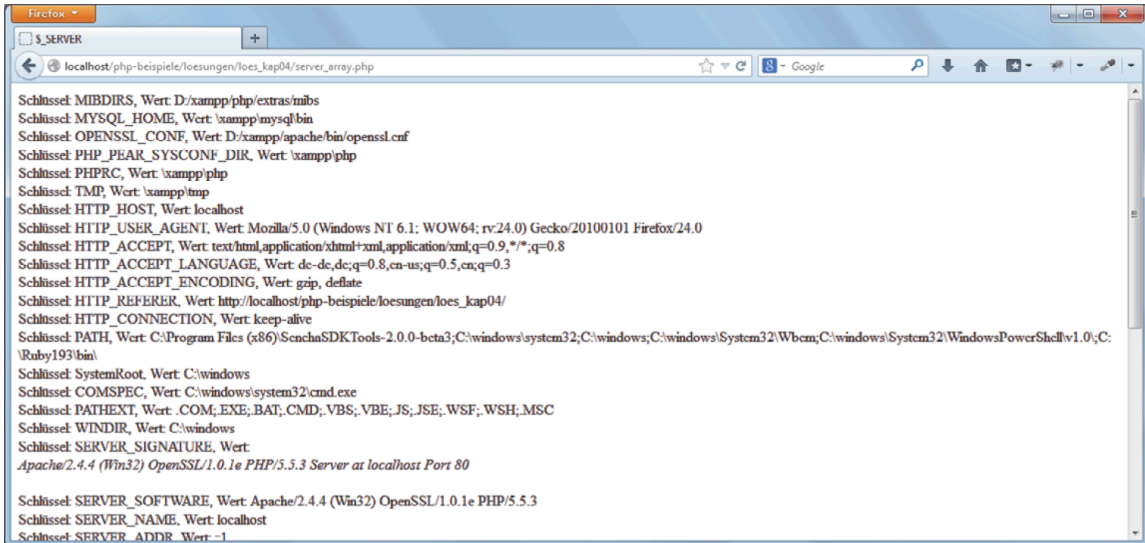 Firefox
$_SERVER
localhost/php-beispiele/loesungen/loes_kap04/server_array.php
Google
Schlüssel: MIBDIRS, Wert: D:/xampp/php/extras/mibs
Schlüssel: MYSQL_HOME, Wert: \xampp\mysql\bin
Schlüssel: OPENSSL_CONF, Wert: D:/xampp/apache/bin/openssl.cnf
Schlüssel: PHP_PEAR_SYSCONF_DIR, Wert: \xampp\php
Schlüssel: PHPRC, Wert: \xampp\php
Schlüssel: TMP, Wert: \xampp\tmp
Schlüssel: HTTP_HOST, Wert: localhost
Schlüssel: HTTP_USER_AGENT, Wert: Mozilla/5.0 (Windows NT 6.1; WOW64; rv:24.0) Gecko/20100101 Firefox/24.0
Schlüssel: HTTP_ACCEPT, Wert: text/html,application/xhtml+xml,application/xml;q=0.9,*/*;q=0.8
Schlüssel: HTTP_ACCEPT_LANGUAGE, Wert: de-de,de;q=0.8,en-us;q=0.5,en;q=0.3
Schlüssel: HTTP_ACCEPT_ENCODING, Wert: gzip, deflate
Schlüssel: HTTP_REFERER, Wert: http://localhost/php-beispiele/loesungen/loes_kap04/
Schlüssel: HTTP_CONNECTION, Wert: keep-alive
Schlüssel: PATH, Wert: C:\Program Files (x86)\SenchaSDKTools-2.0.0-beta3;C:\windows\system32;C:\windows;C:\windows\System32\Wbem;C:\windows\System32\WindowsPowerShell\v1.0\;C:
\Ruby193\bin\
Schlüssel: SystemRoot, Wert: C:\windows
Schlüssel: COMSPEC, Wert: C:\windows\system32\cmd.exe
Schlüssel: PATHEXT, Wert: .COM;.EXE;.BAT;.CMD;.VBS;.VBE;.JS;.JSE;.WSF;.WSH;.MSC
Schlüssel: WINDIR, Wert: C:\windows
Schlüssel: SERVER_SIGNATURE, Wert:
Apache/2.4.4 (Win32) OpenSSL/1.0.1e PHP/5.5.3 Server at localhost Port 80
Schlüssel: SERVER_SOFTWARE, Wert: Apache/2.4.4 (Win32) OpenSSL/1.0.1e PHP/5.5.3
Schlüssel: SERVER_NAME, Wert: localhost
Schlüssel: SERVER_ADDR, Wert: ::1